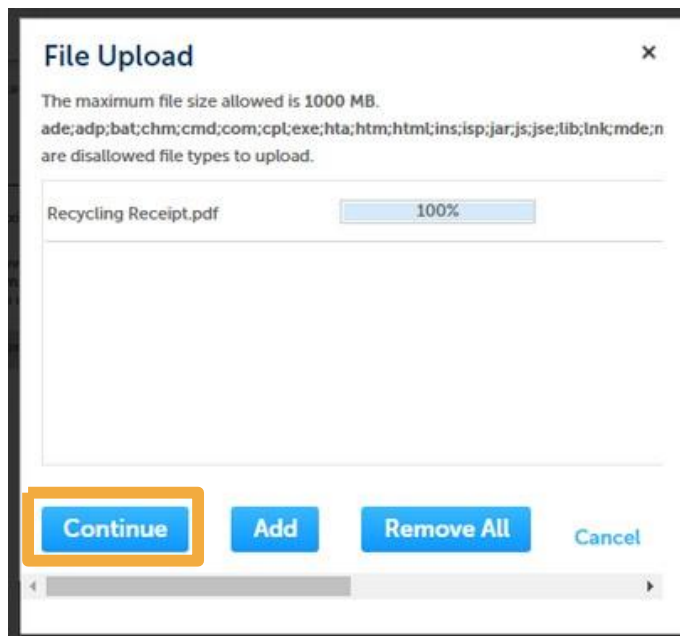 File Upload
×
The maximum file size allowed is 1000 MB.
ade;adp;bat;chm;cmd;com;cpl;exe;hta;htm;html;ins;isp;jar;js;jse;lib;lnk;mde;n
are disallowed file types to upload.
Recycling Receipt.pdf 100%
Continue Add Remove All Cancel